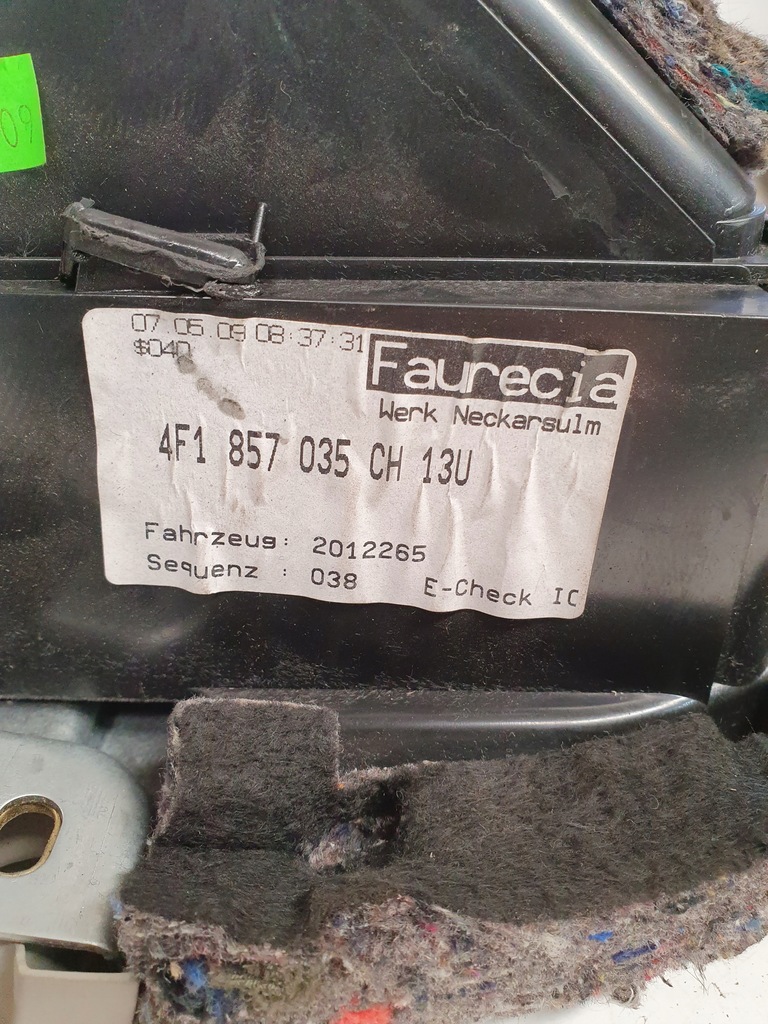 09
07.05.09 08:37:31
$040
Faurecia
Werk Neckarsulm
4F1 857 035 CH 13U
Fahrzeug: 2012265
Sequenz : 038
E-Check IC